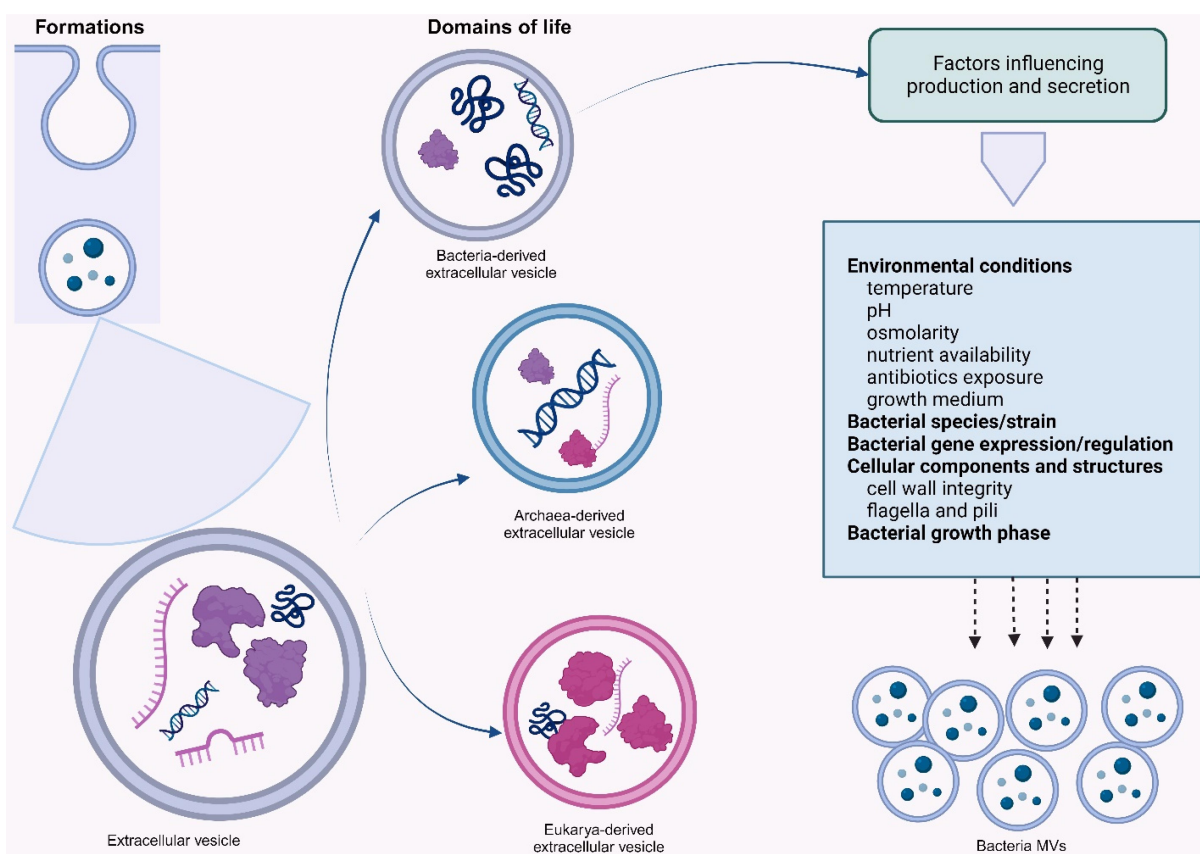 Formations
Domains of life
Factors influencing
production and secretion
Bacteria-derived
extracellular vesicle
Environmental conditions
temperature
pH
osmolarity
nutrient availability
antibiotics exposure
growth medium
Bacterial species/strain
Bacterial gene expression/regulation
Cellular components and structures
cell wall integrity
flagella and pili
Bacterial growth phase
Archaea-derived
extracellular vesicle
Extracellular vesicle
Eukarya-derived
extracellular vesicle
Bacteria MVs